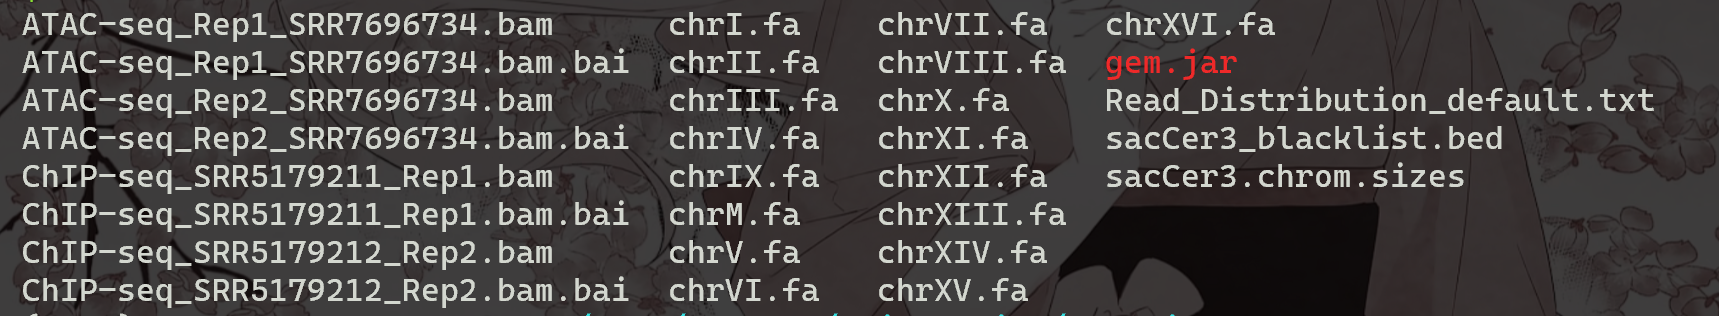 ATAC-seq_Rep1_SRR7696734.bam chrI.fa chrVII.fa chrXVI.fa
ATAC-seq_Rep1_SRR7696734.bam.bai chrII.fa chrVIII.fa gem.jar
ATAC-seq_Rep2_SRR7696734.bam chrIII.fa chrX.fa Read_Distribution_default.txt
ATAC-seq_Rep2_SRR7696734.bam.bai chrIV.fa chrXI.fa sacCer3_blacklist.bed
ChIP-seq_SRR5179211_Rep1.bam chrIX.fa chrXII.fa sacCer3.chrom.sizes
ChIP-seq_SRR5179211_Rep1.bam.bai chrM.fa chrXIII.fa
ChIP-seq_SRR5179212_Rep2.bam chrV.fa chrXIV.fa
ChIP-seq_SRR5179212_Rep2.bam.bai chrVI.fa chrXV.fa